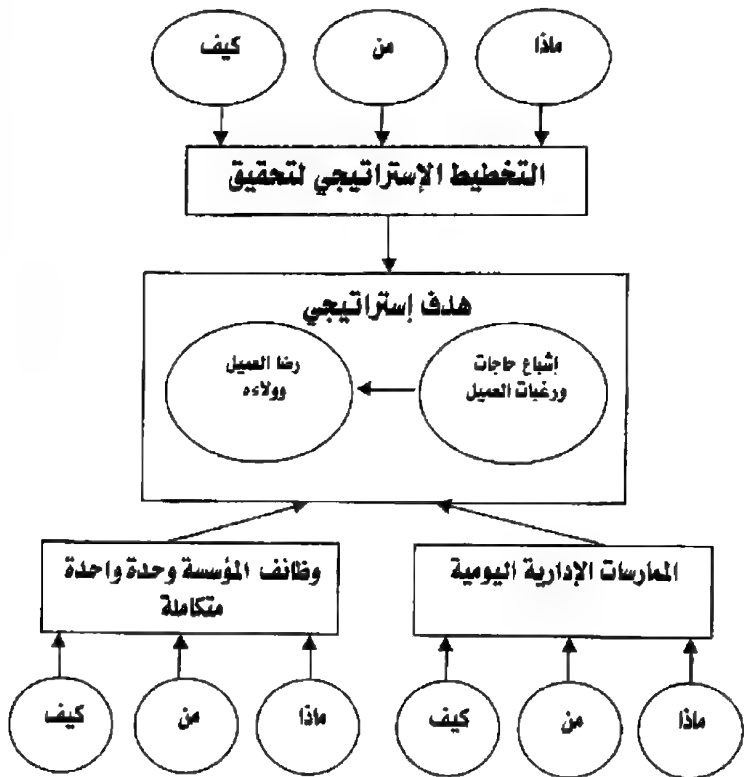 ماذا
من
كيف
التخطيط الإستراتيجي لتحقيق
هدف إستراتيجي
إشباع حاجات
ورغبات العميل
رضا العميل
وولاءه
الممارسات الإدارية اليومية
وظائف المؤسسة وحدة واحدة
متكاملة
ماذا
من
كيف
ماذا
من
كيف